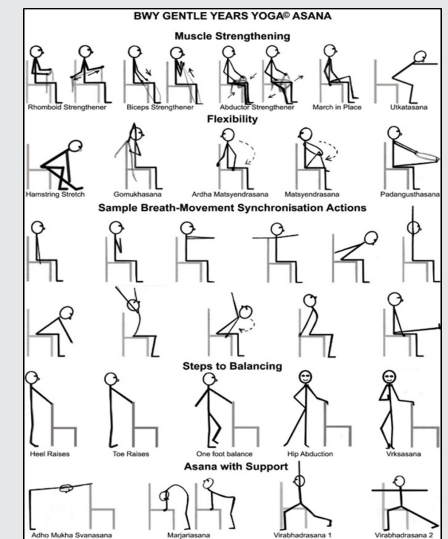 BWY GENTLE YEARS YOGA© ASANA
Muscle Strengthening
Rhomboid Strengthener Biceps Strengthener Abductor Strengthener March in Place Utkatasana
Flexibility
Hamstring Stretch Gomukhasana Ardha Matsyendrasana Matsyendrasana Padangusthasana
Sample Breath-Movement Synchronisation Actions
Steps to Balancing
Heel Raises Toe Raises One foot balance Hip Abduction Vrksasana
Asana with Support
Adho Mukha Svanasana Marjariasana Virabhadrasana 1 Virabhadrasana 2